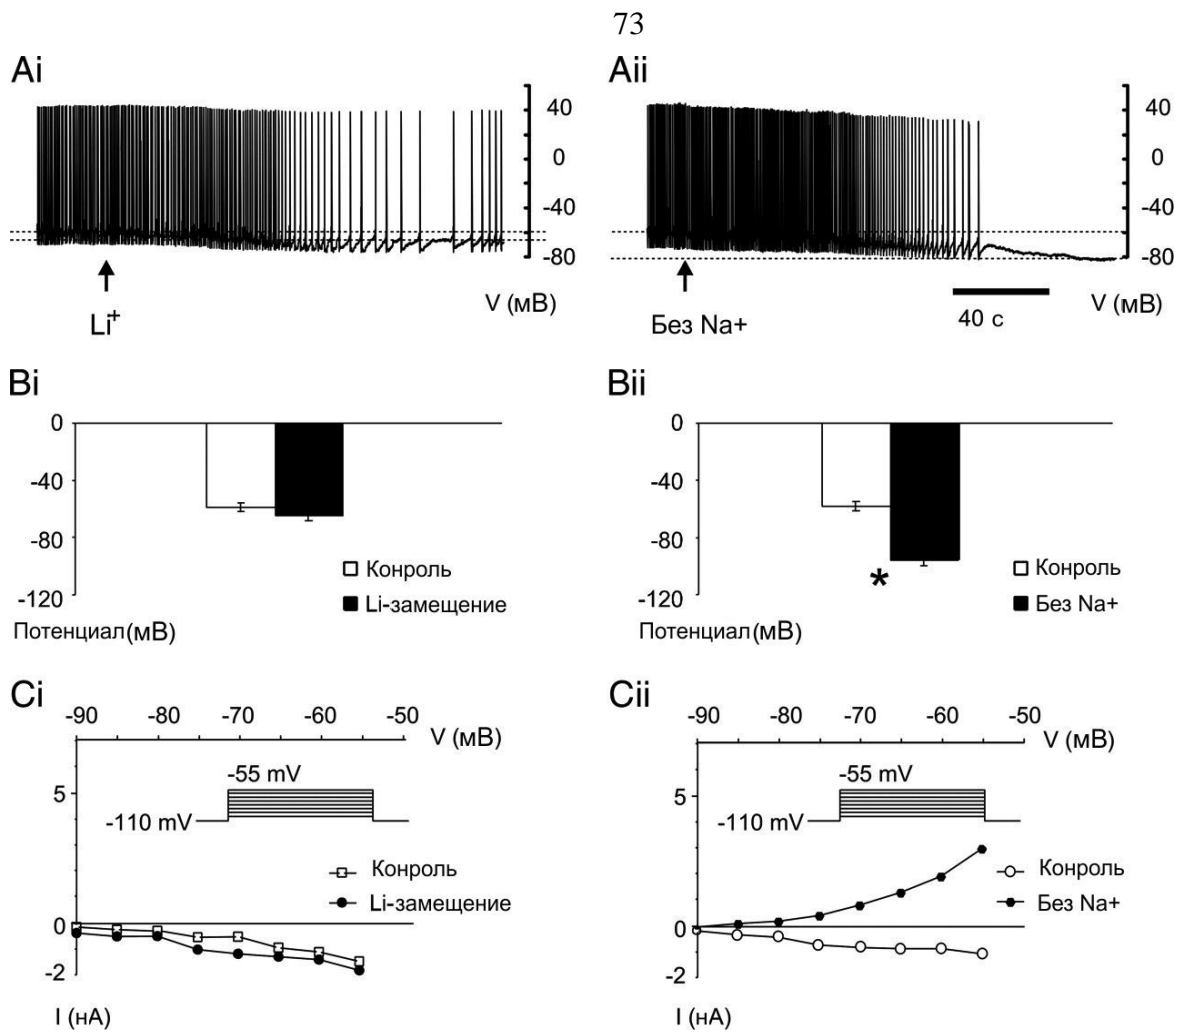 73
Ai
40
0
-40
-80
V (мВ)
Li+
Aii
40
0
-40
-80
V (мВ)
Без Na+
40 с
Bi
0
-40
-80
-120
Потенциал(мВ)
Конроль
Li-замещение
Bii
0
-40
-80
-120
Потенциал(мВ)
*
Конроль
Без Na+
Ci
-90 -80 -70 -60 -50
V (мВ)
-55 mV
5
-110 mV
Конроль
Li-замещение
0
-2
I (нА)
Cii
-90 -80 -70 -60 -50
V (мВ)
-55 mV
5
-110 mV
Конроль
Без Na+
0
-2
I (нА)